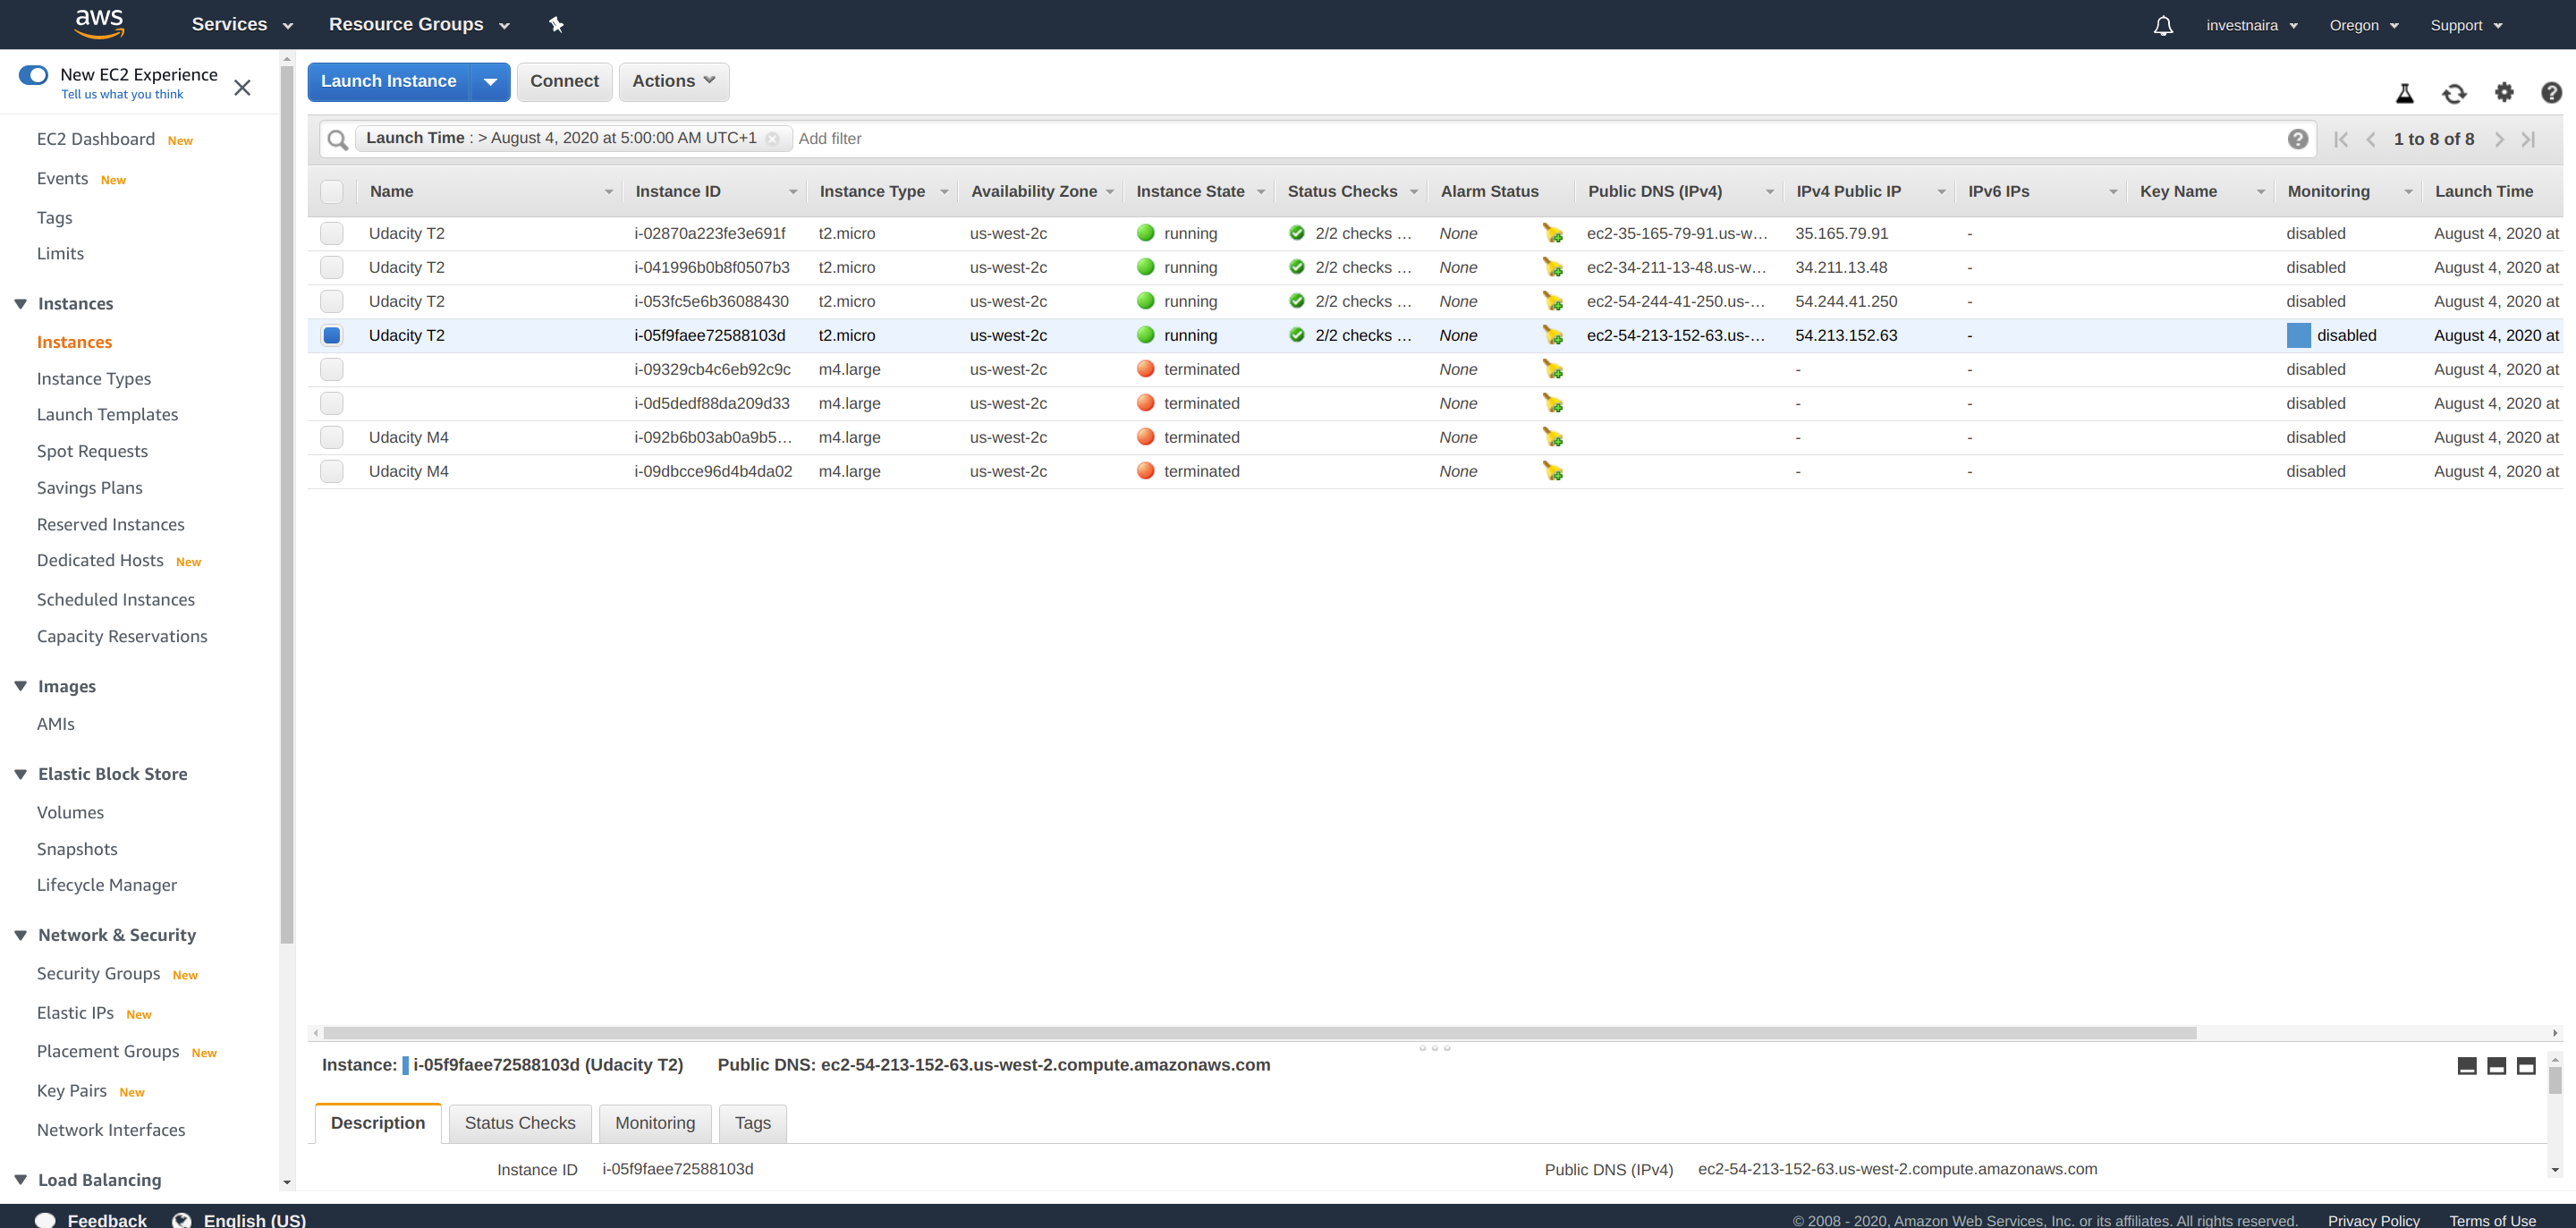 aws Services Resource Groups investnaira Oregon Support
New EC2 Experience
Tell us what you think
Launch Instance Connect Actions
Launch Time : > August 4, 2020 at 5:00:00 AM UTC+1 Add filter 1 to 8 of 8
EC2 Dashboard New
Events New
Tags
Limits
Instances
Instances
Instance Types
Launch Templates
Spot Requests
Savings Plans
Reserved Instances
Dedicated Hosts New
Scheduled Instances
Capacity Reservations
Images
AMIs
Elastic Block Store
Volumes
Snapshots
Lifecycle Manager
Network & Security
Security Groups New
Elastic IPs New
Placement Groups New
Key Pairs New
Network Interfaces
Load Balancing
Name Instance ID Instance Type Availability Zone Instance State Status Checks Alarm Status Public DNS (IPv4) IPv4 Public IP IPv6 IPs Key Name Monitoring Launch Time
Udacity T2 i-02870a223fe3e691f t2.micro us-west-2c running 2/2 checks ... None ec2-35-165-79-91.us-w... 35.165.79.91 - disabled August 4, 2020 at
Udacity T2 i-041996b0b8f0507b3 t2.micro us-west-2c running 2/2 checks ... None ec2-34-211-13-48.us-w... 34.211.13.48 - disabled August 4, 2020 at
Udacity T2 i-053fc5e6b36088430 t2.micro us-west-2c running 2/2 checks ... None ec2-54-244-41-250.us-... 54.244.41.250 - disabled August 4, 2020 at
Udacity T2 i-05f9faee72588103d t2.micro us-west-2c running 2/2 checks ... None ec2-54-213-152-63.us-... 54.213.152.63 - disabled August 4, 2020 at
i-09329cb4c6eb92c9c m4.large us-west-2c terminated None - - disabled August 4, 2020 at
i-0d5dedf88da209d33 m4.large us-west-2c terminated None - - disabled August 4, 2020 at
Udacity M4 i-092b6b03ab0a9b5... m4.large us-west-2c terminated None - - disabled August 4, 2020 at
Udacity M4 i-09dbcce96d4b4da02 m4.large us-west-2c terminated None - - disabled August 4, 2020 at
Instance: i-05f9faee72588103d (Udacity T2) Public DNS: ec2-54-213-152-63.us-west-2.compute.amazonaws.com
Description Status Checks Monitoring Tags
Instance ID i-05f9faee72588103d Public DNS (IPv4) ec2-54-213-152-63.us-west-2.compute.amazonaws.com
Feedback English (US) © 2008 - 2020, Amazon Web Services, Inc. or its affiliates. All rights reserved. Privacy Policy Terms of Use